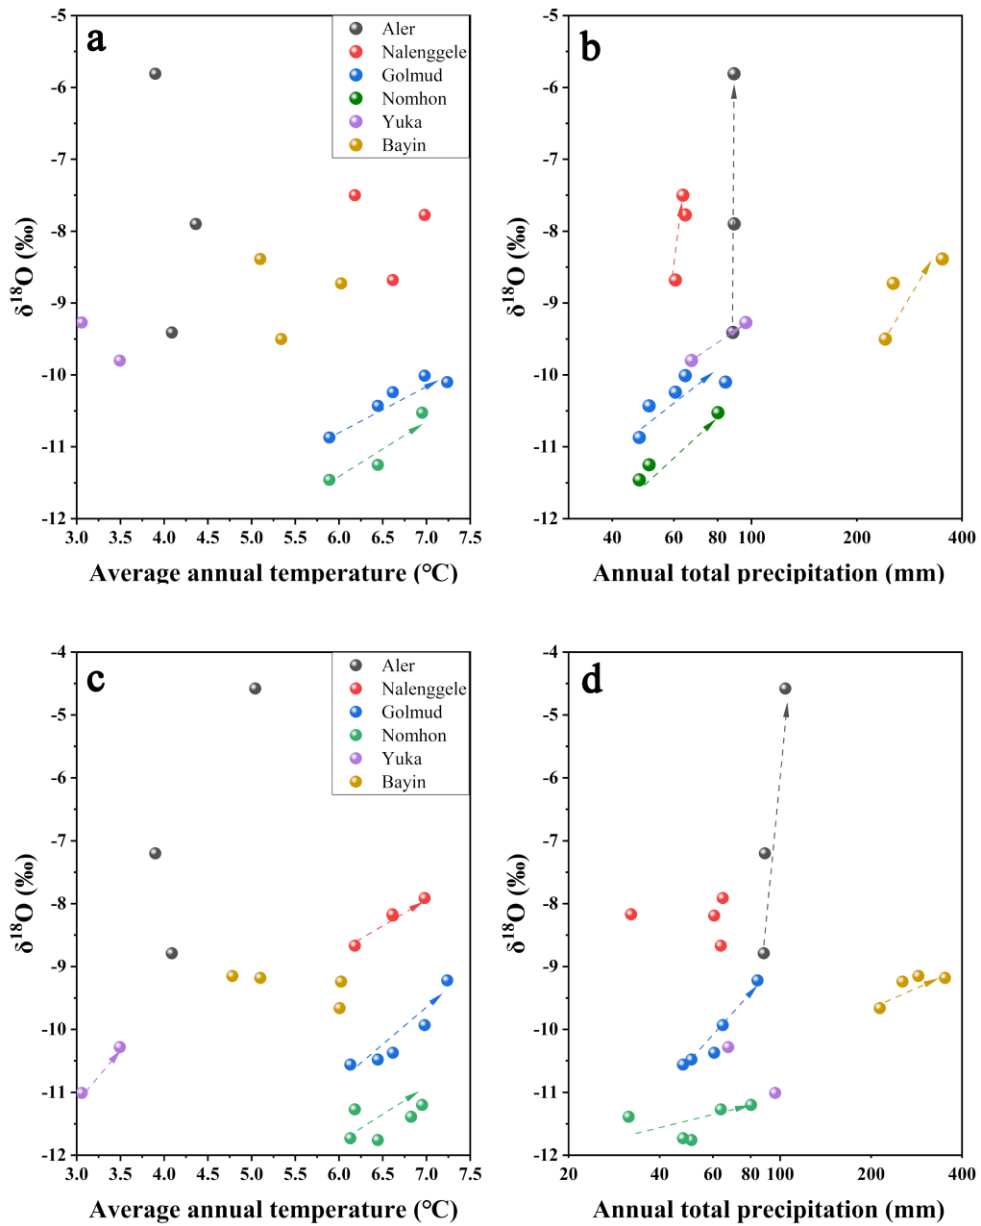 a
Aler
Nalenggele
Golmud
Nomhon
Yuka
Bayin
-5
-6
-7
-8
-9
-10
-11
-12
δ¹⁸O (‰)
3.0 3.5 4.0 4.5 5.0 5.5 6.0 6.5 7.0 7.5
Average annual temperature (°C)
b
-5
-6
-7
-8
-9
-10
-11
-12
δ¹⁸O (‰)
40 60 80 100 200 400
Annual total precipitation (mm)
c
Aler
Nalenggele
Golmud
Nomhon
Yuka
Bayin
-4
-5
-6
-7
-8
-9
-10
-11
-12
δ¹⁸O (‰)
3.0 3.5 4.0 4.5 5.0 5.5 6.0 6.5 7.0 7.5
Average annual temperature (°C)
d
-4
-5
-6
-7
-8
-9
-10
-11
-12
δ¹⁸O (‰)
20 40 60 80 100 200 400
Annual total precipitation (mm)